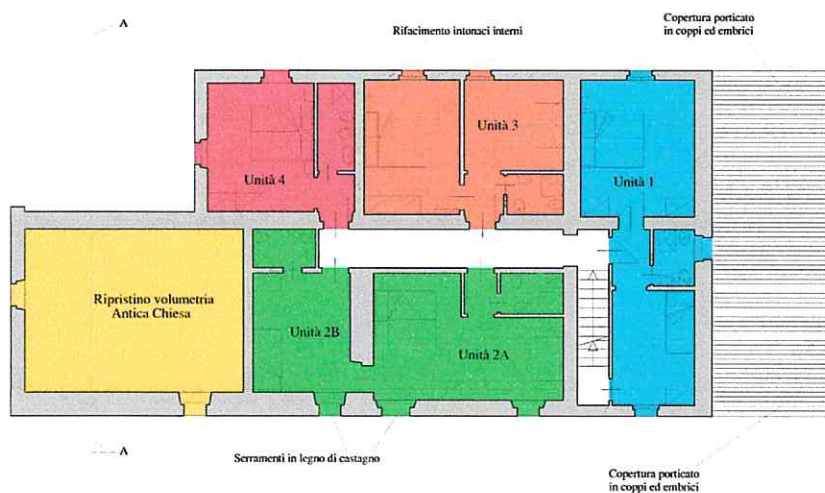 A
Rifacimento intonaci interni
Copertura porticato
in coppi ed embrici
Unità 3
Unità 4
Unità 1
Ripristino volumetria
Antica Chiesa
Unità 2B
Unità 2A
A
Serramenti in legno di castagno
Copertura porticato
in coppi ed embrici